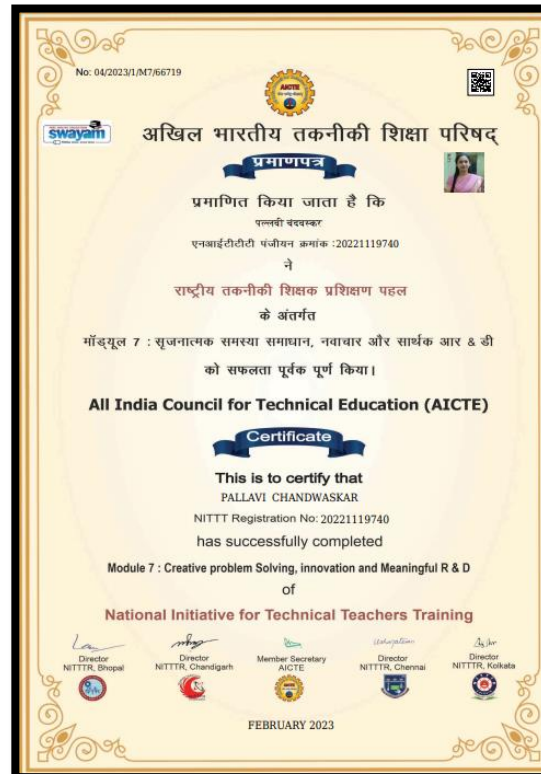 No: 04/2023/1/M7/66719
AICTE
swayam
अखिल भारतीय तकनीकी शिक्षा परिषद्
प्रमाणपत्र
प्रमाणित किया जाता है कि
पल्लवी चंदवस्कर
एनआईटीटीटी पंजीयन क्रमांक :20221119740
ने
राष्ट्रीय तकनीकी शिक्षक प्रशिक्षण पहल
के अंतर्गत
मॉड्यूल 7 : सृजनात्मक समस्या समाधान, नवाचार और सार्थक आर & डी
को सफलता पूर्वक पूर्ण किया।
All India Council for Technical Education (AICTE)
Certificate
This is to certify that
PALLAVI CHANDWASKAR
NITTT Registration No: 20221119740
has successfully completed
Module 7 : Creative problem Solving, innovation and Meaningful R & D
of
National Initiative for Technical Teachers Training
Director
NITTTR, Bhopal
Director
NITTTR, Chandigarh
Member Secretary
AICTE
Director
NITTTR, Chennai
Director
NITTTR, Kolkata
FEBRUARY 2023